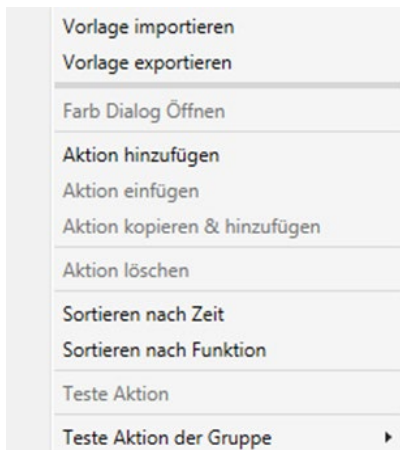 Vorlage importieren
Vorlage exportieren
Farb Dialog Öffnen
Aktion hinzufügen
Aktion einfügen
Aktion kopieren & hinzufügen
Aktion löschen
Sortieren nach Zeit
Sortieren nach Funktion
Teste Aktion
Teste Aktion der Gruppe